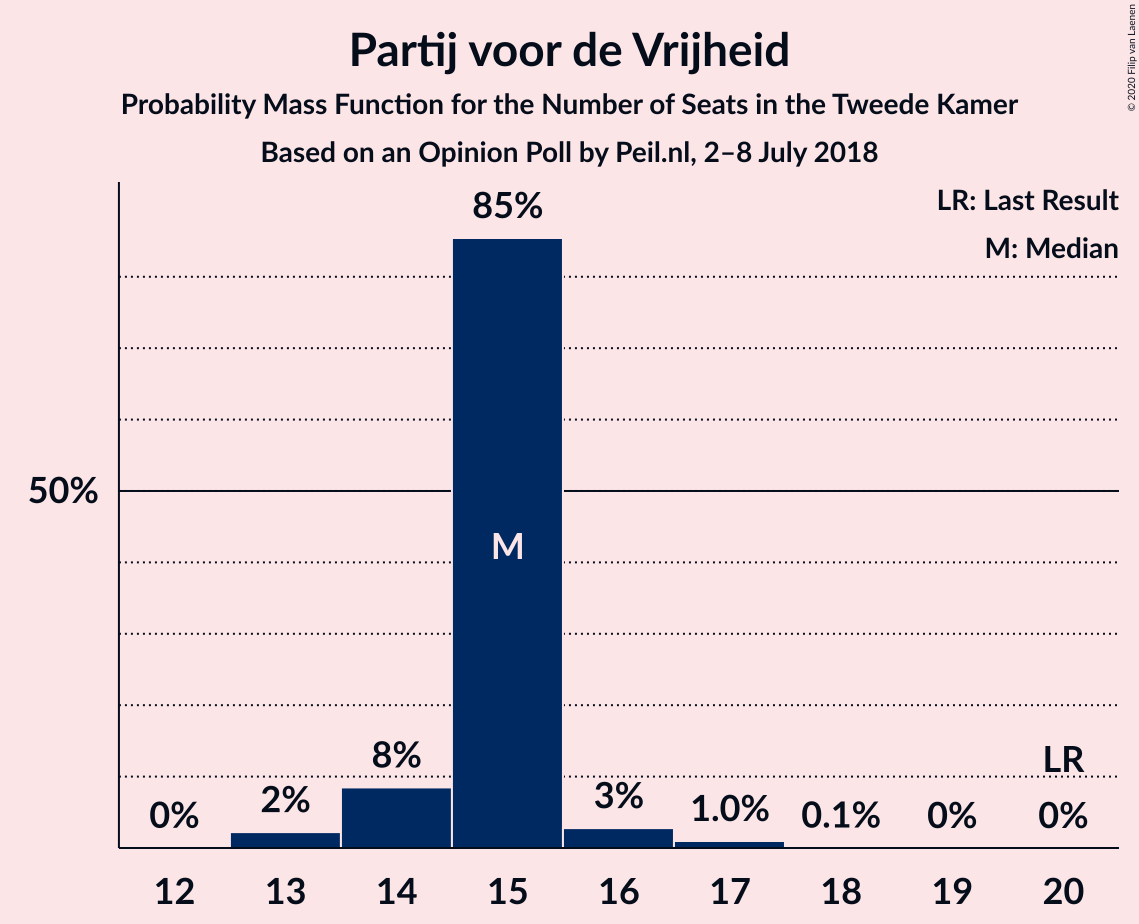 Partij voor de Vrijheid
Probability Mass Function for the Number of Seats in the Tweede Kamer
Based on an Opinion Poll by Peil.nl, 2–8 July 2018
© 2020 Filip van Laenen
LR: Last Result
M: Median
85%
50%
M
8%
LR
0%
2%
3%
1.0%
0.1%
0%
0%
12
13
14
15
16
17
18
19
20